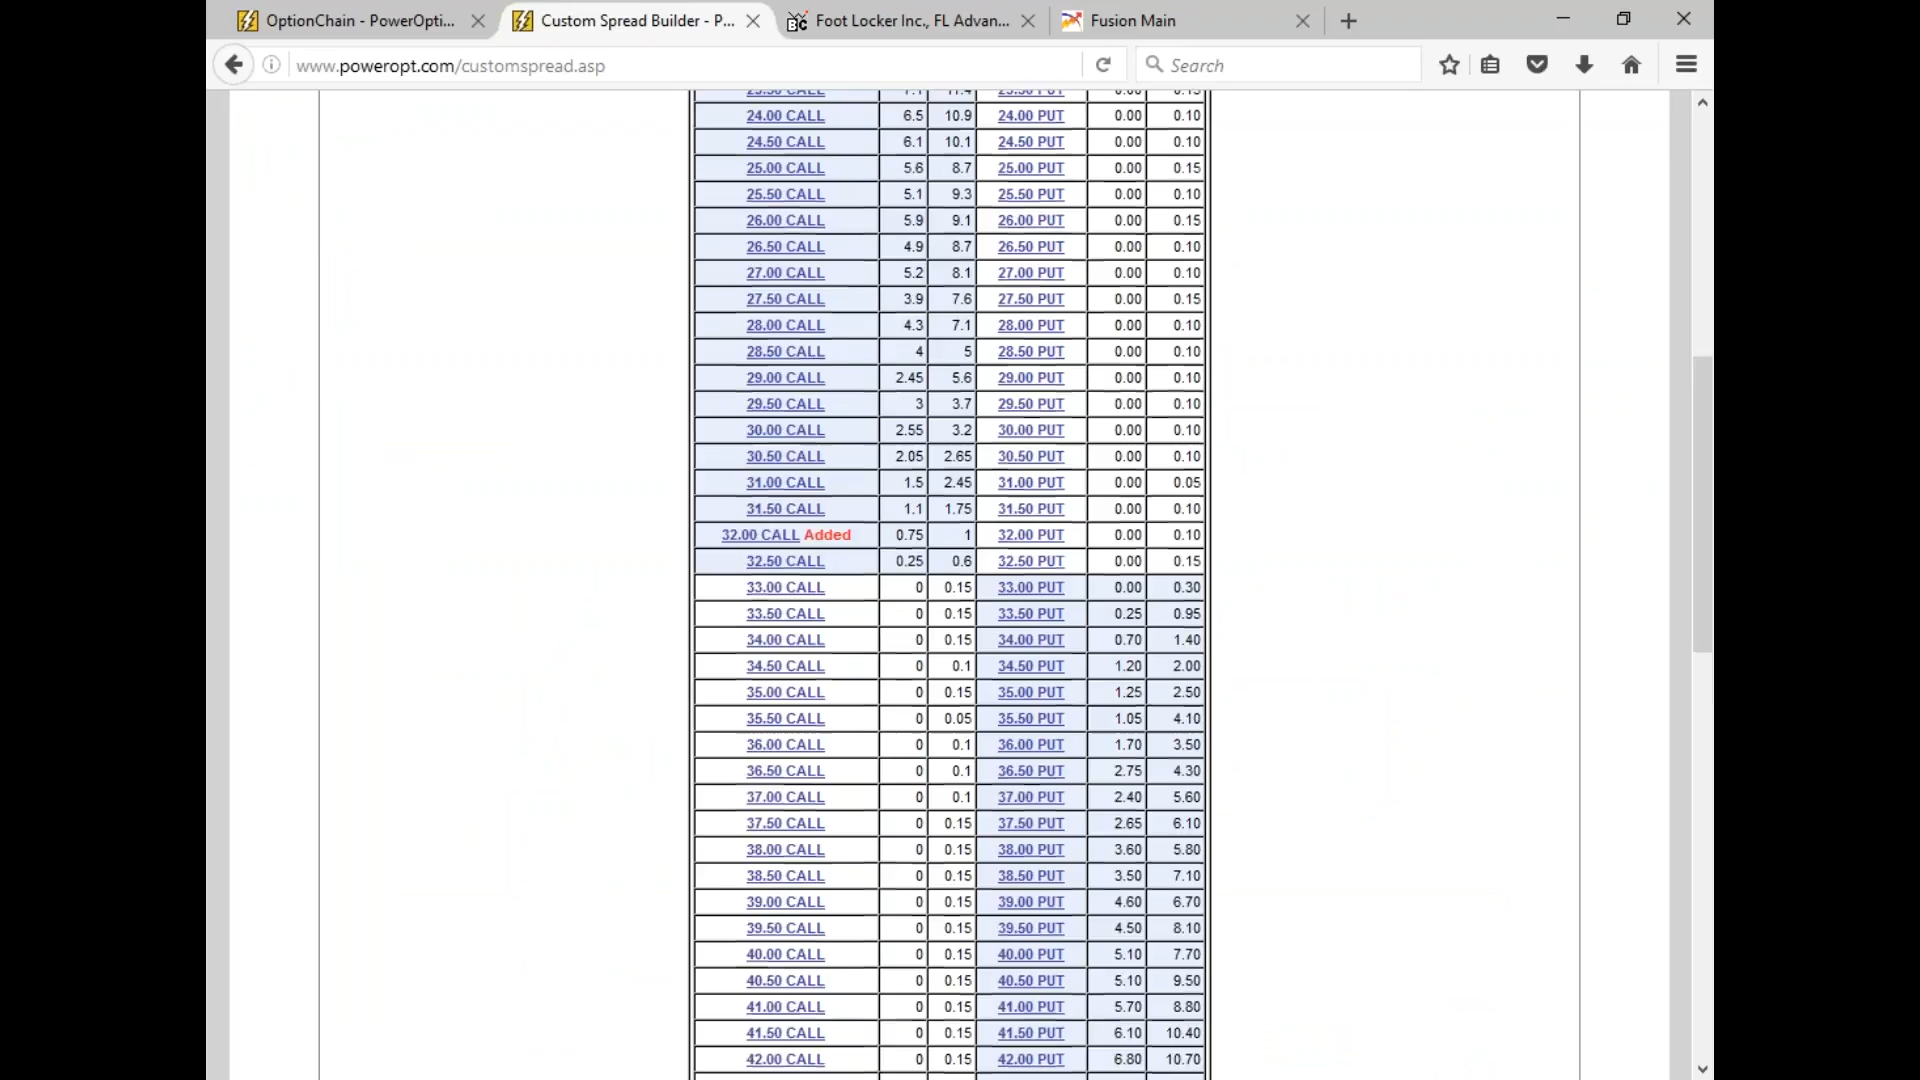 OptionChain - PowerOpti...
Custom Spread Builder - P...
Foot Locker Inc., FL Advan...
Fusion Main
www.poweropt.com/customspread.asp
Search
24.00 CALL 6.5 10.9 24.00 PUT 0.00 0.10
24.50 CALL 6.1 10.1 24.50 PUT 0.00 0.10
25.00 CALL 5.6 8.7 25.00 PUT 0.00 0.15
25.50 CALL 5.1 9.3 25.50 PUT 0.00 0.10
26.00 CALL 5.9 9.1 26.00 PUT 0.00 0.15
26.50 CALL 4.9 8.7 26.50 PUT 0.00 0.10
27.00 CALL 5.2 8.1 27.00 PUT 0.00 0.10
27.50 CALL 3.9 7.6 27.50 PUT 0.00 0.15
28.00 CALL 4.3 7.1 28.00 PUT 0.00 0.10
28.50 CALL 4 5 28.50 PUT 0.00 0.10
29.00 CALL 2.45 5.6 29.00 PUT 0.00 0.10
29.50 CALL 3 3.7 29.50 PUT 0.00 0.10
30.00 CALL 2.55 3.2 30.00 PUT 0.00 0.10
30.50 CALL 2.05 2.65 30.50 PUT 0.00 0.10
31.00 CALL 1.5 2.45 31.00 PUT 0.00 0.05
31.50 CALL 1.1 1.75 31.50 PUT 0.00 0.10
32.00 CALL Added 0.75 1 32.00 PUT 0.00 0.10
32.50 CALL 0.25 0.6 32.50 PUT 0.00 0.15
33.00 CALL 0 0.15 33.00 PUT 0.00 0.30
33.50 CALL 0 0.15 33.50 PUT 0.25 0.95
34.00 CALL 0 0.15 34.00 PUT 0.70 1.40
34.50 CALL 0 0.1 34.50 PUT 1.20 2.00
35.00 CALL 0 0.15 35.00 PUT 1.25 2.50
35.50 CALL 0 0.05 35.50 PUT 1.05 4.10
36.00 CALL 0 0.1 36.00 PUT 1.70 3.50
36.50 CALL 0 0.1 36.50 PUT 2.75 4.30
37.00 CALL 0 0.1 37.00 PUT 2.40 5.60
37.50 CALL 0 0.15 37.50 PUT 2.65 6.10
38.00 CALL 0 0.15 38.00 PUT 3.60 5.80
38.50 CALL 0 0.15 38.50 PUT 3.50 7.10
39.00 CALL 0 0.15 39.00 PUT 4.60 6.70
39.50 CALL 0 0.15 39.50 PUT 4.50 8.10
40.00 CALL 0 0.15 40.00 PUT 5.10 7.70
40.50 CALL 0 0.15 40.50 PUT 5.10 9.50
41.00 CALL 0 0.15 41.00 PUT 5.70 8.80
41.50 CALL 0 0.15 41.50 PUT 6.10 10.40
42.00 CALL 0 0.15 42.00 PUT 6.80 10.70